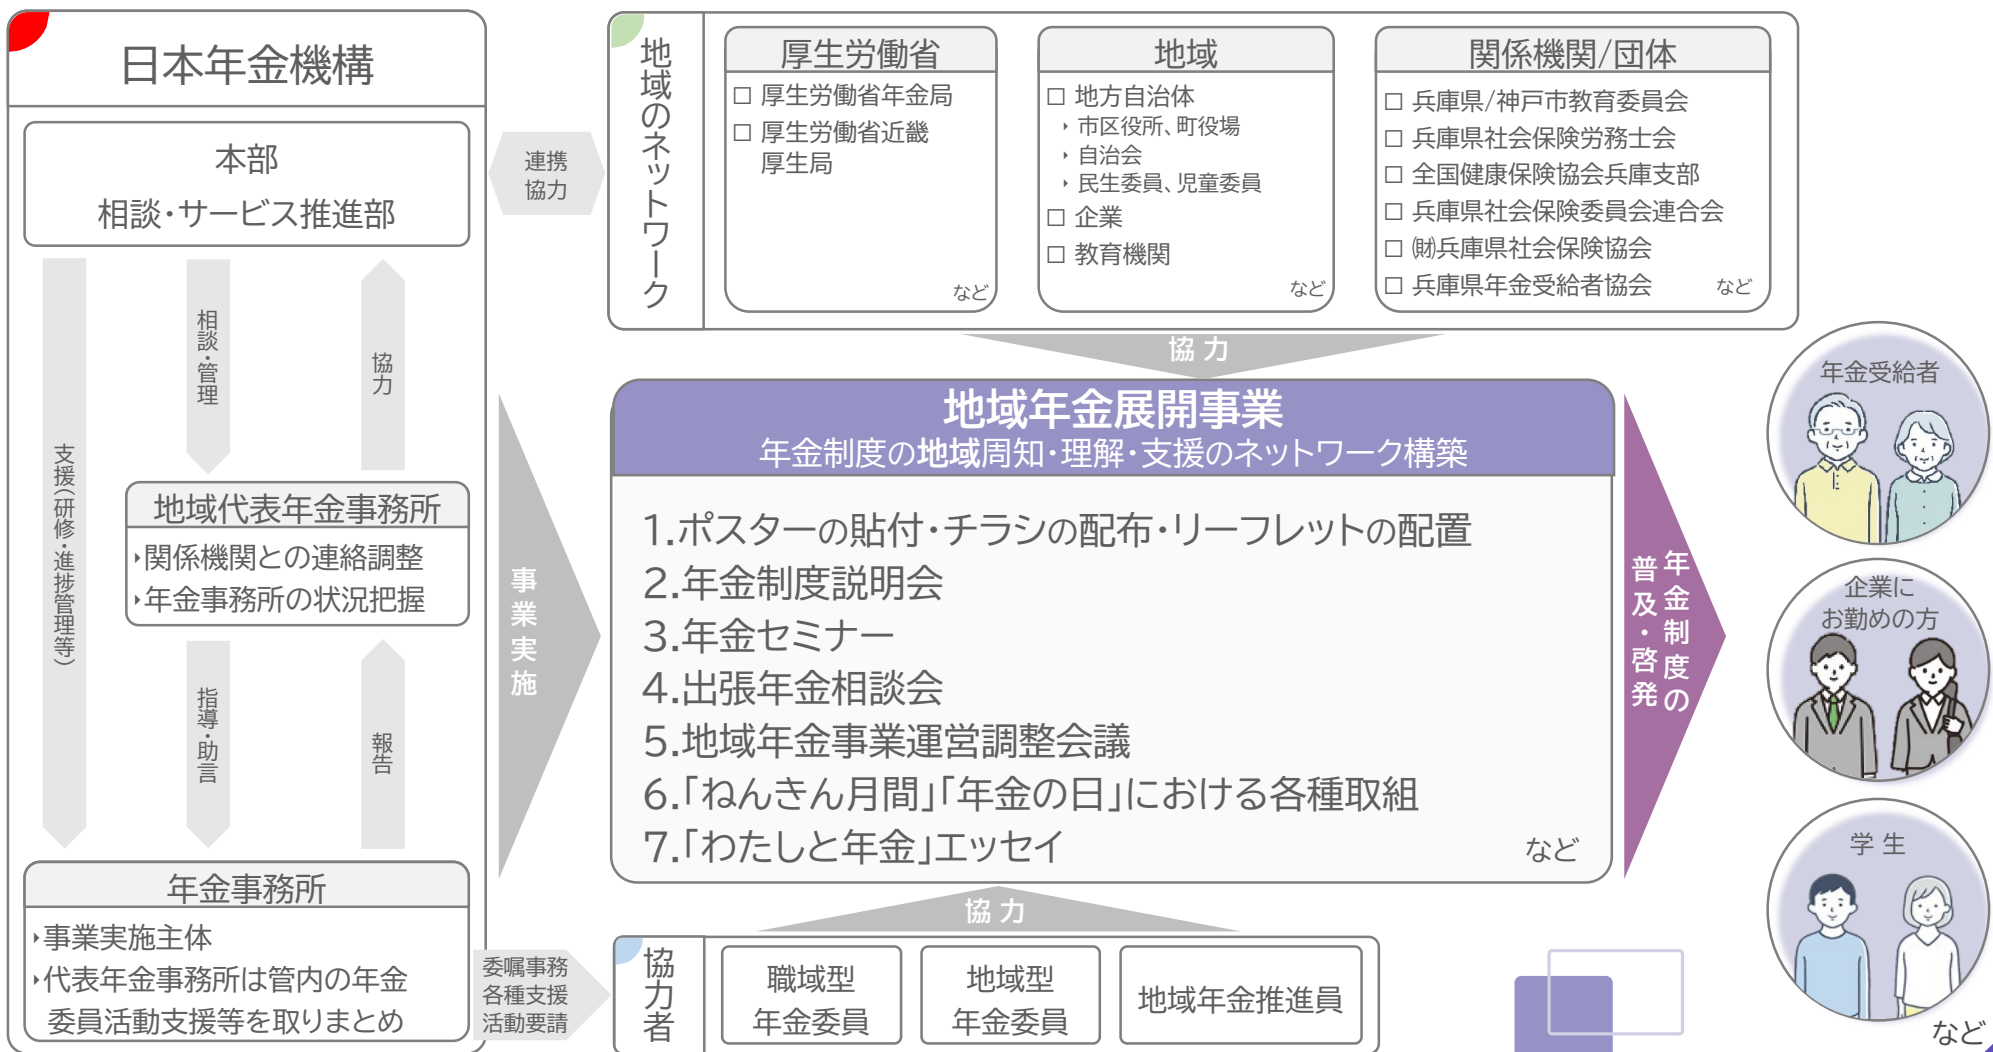 日本年金機構
本部
相談・サービス推進部
支援(研修・進捗管理等)
相談・管理
協力
地域代表年金事務所
‣関係機関との連絡調整
‣年金事務所の状況把握
指導・助言
報告
年金事務所
‣事業実施主体
‣代表年金事務所は管内の年金
委員活動支援等を取りまとめ
連携
協力
地域のネットワーク
厚生労働省
□ 厚生労働省年金局
□ 厚生労働省近畿
厚生局
など
地域
□ 地方自治体
‣ 市区役所、町役場
‣ 自治会
‣ 民生委員、児童委員
□ 企業
□ 教育機関
など
関係機関/団体
□ 兵庫県/神戸市教育委員会
□ 兵庫県社会保険労務士会
□ 全国健康保険協会兵庫支部
□ 兵庫県社会保険委員会連合会
□ ㈶兵庫県社会保険協会
□ 兵庫県年金受給者協会
など
協 力
事業実施
地域年金展開事業
年金制度の地域周知・理解・支援のネットワーク構築
1.ポスターの貼付・チラシの配布・リーフレットの配置
2.年金制度説明会
3.年金セミナー
4.出張年金相談会
5.地域年金事業運営調整会議
6.「ねんきん月間」「年金の日」における各種取組
7.「わたしと年金」エッセイ
など
協 力
委嘱事務
各種支援
活動要請
協力者
職域型
年金委員
地域型
年金委員
地域年金推進員
年金制度の
普及・啓発
年金受給者
企業に
お勤めの方
学 生
など